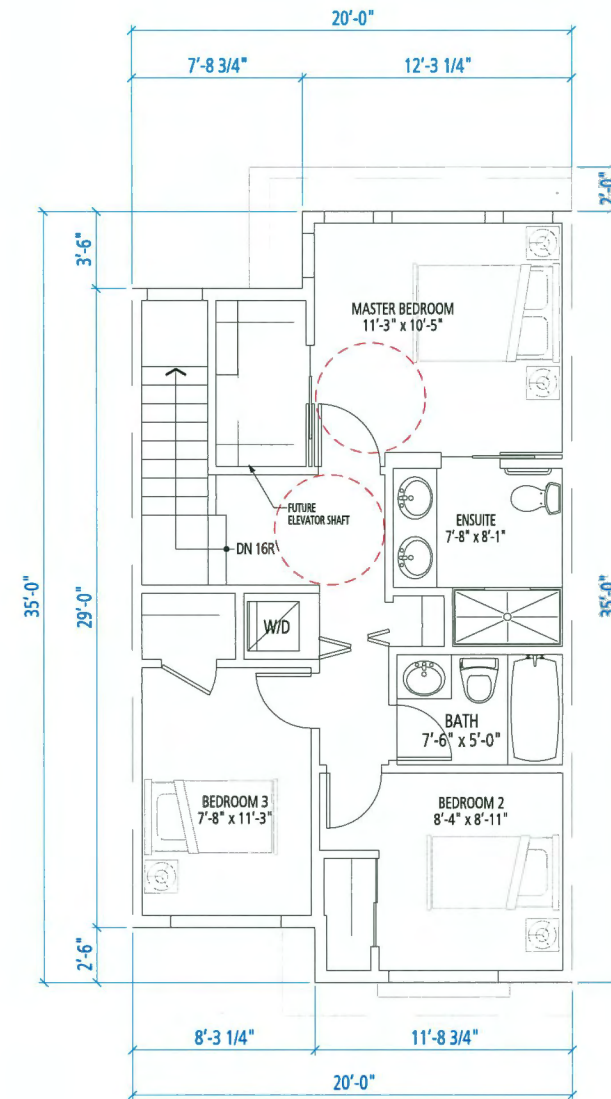 20'-0"
7'-8 3/4"
12'-3 1/4"
2'-0"
3'-6"
MASTER BEDROOM
11'-3" x 10'-5"
FUTURE
ELEVATOR SHAFT
ENSUITE
7'-8" x 8'-1"
DN 16R
35'-0"
29'-0"
35'-0"
W/D
BATH
7'-6" x 5'-0"
BEDROOM 3
7'-8" x 11'-3"
BEDROOM 2
8'-4" x 8'-11"
2'-6"
8'-3 1/4"
11'-8 3/4"
20'-0"